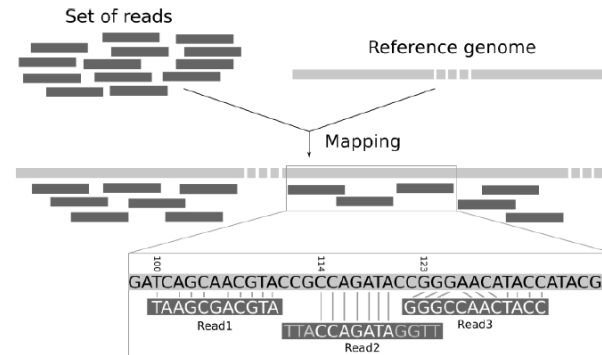 Set of reads
Reference genome
Mapping
100
114
123
GATCAGCAACGTACCGCCAGATACCGGGAACATACCATACG
TAAGCGACGTA
GGGCCAACTACC
Read1
TTACCAGATAGGTT
Read3
Read2